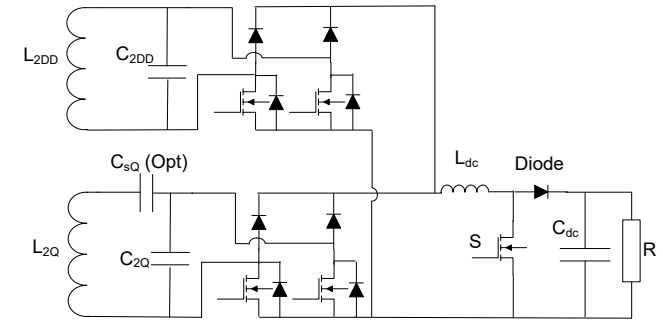 L2DD
C2DD
CsQ (Opt)
L2Q
C2Q
Ldc
Diode
S
Cdc
R